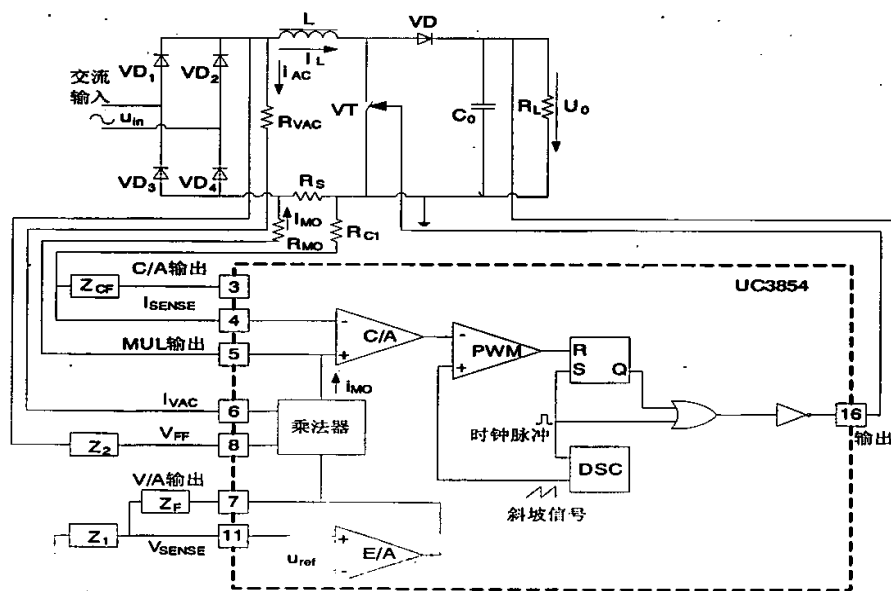 L
VD
VD1
VD2
iAC
IL
交流
输入
uin
RVAC
VT
C0
RL
U0
VD3
VD4
RS
IMO
RMO
RC1
C/A输出
ZCF
3
UC3854
ISENSE
4
-
C/A
-
PWM
R
S
Q
MUL输出
5
+
+
iMO
IVAC
6
乘法器
16
VFF
Z2
8
时钟脉冲
输出
DSC
V/A输出
ZF
7
斜坡信号
Z1
VSENSE
11
uref
+
-
E/A